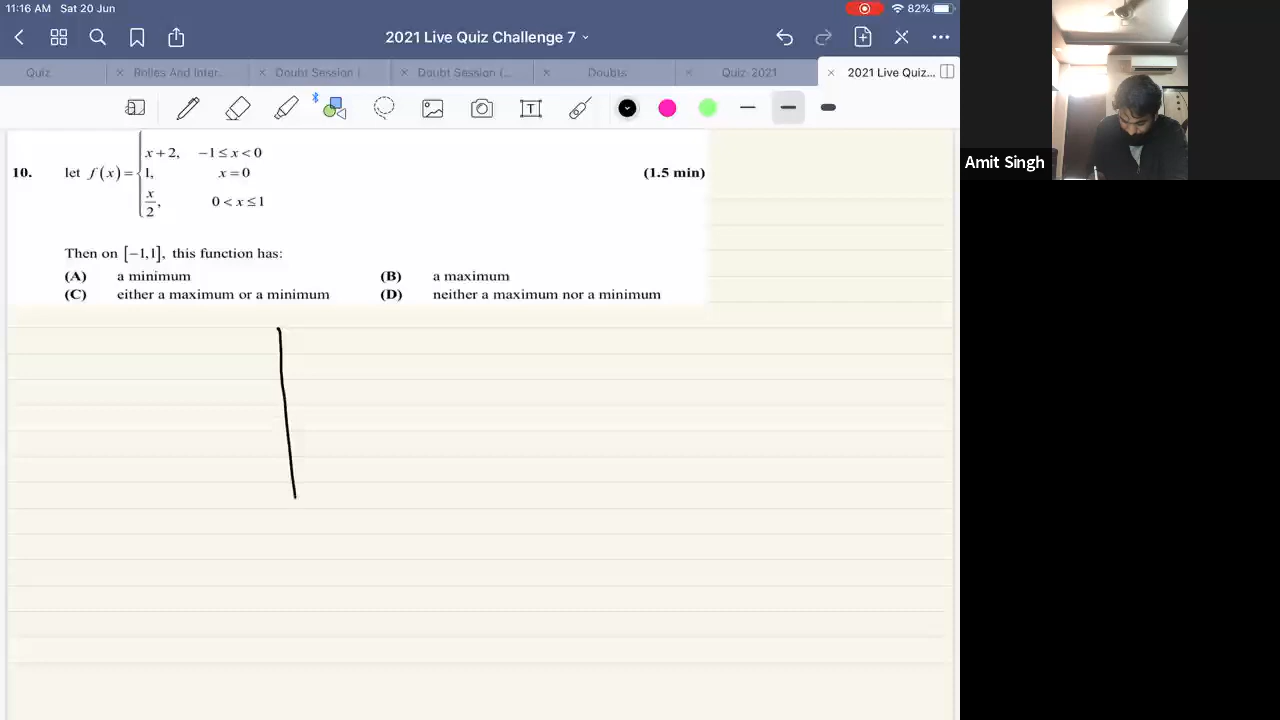 11:16 AM Sat 20 Jun 82%
2021 Live Quiz Challenge 7
Quiz × Rolles And Inter... × Doubt Session ( × Doubt Session (... × Doubts × Quiz 2021 × 2021 Live Quiz...
T
Amit Singh
10. let f(x) = { x+2, −1 ≤ x < 0
1, x = 0
x/2, 0 < x ≤ 1
(1.5 min)
Then on [−1,1], this function has:
(A) a minimum (B) a maximum
(C) either a maximum or a minimum (D) neither a maximum nor a minimum